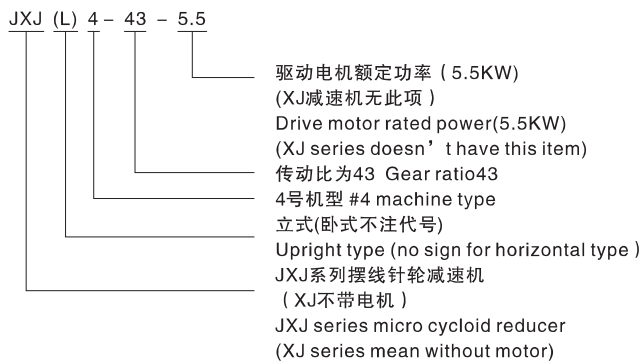 JXJ (L) 4 - 43 - 5.5
驱动电机额定功率（5.5KW)
(XJ减速机无此项）
Drive motor rated power(5.5KW)
(XJ series doesn't have this item)
传动比为43 Gear ratio43
4号机型 #4 machine type
立式(卧式不注代号)
Upright type (no sign for horizontal type )
JXJ系列摆线针轮减速机
（XJ不带电机）
JXJ series micro cycloid reducer
(XJ series mean without motor)